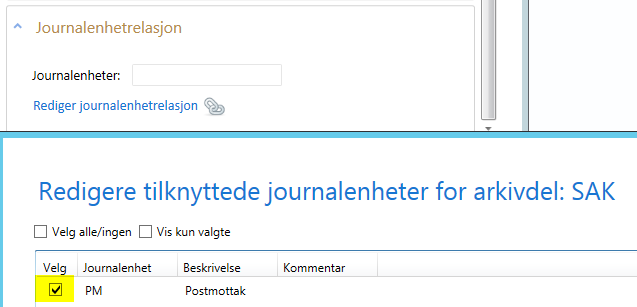 Journalenhetrelasjon
Journalenheter:
Rediger journalenhetrelasjon
Redigere tilknyttede journalenheter for arkivdel: SAK
Velg alle/ingen Vis kun valgte
Velg Journalenhet Beskrivelse Kommentar
PM Postmottak